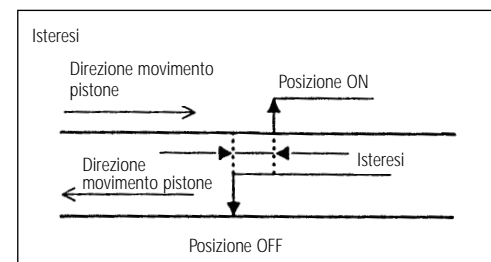 Isteresi
Direzione movimento
pistone
Posizione ON
Direzione
movimento pistone
Isteresi
Posizione OFF